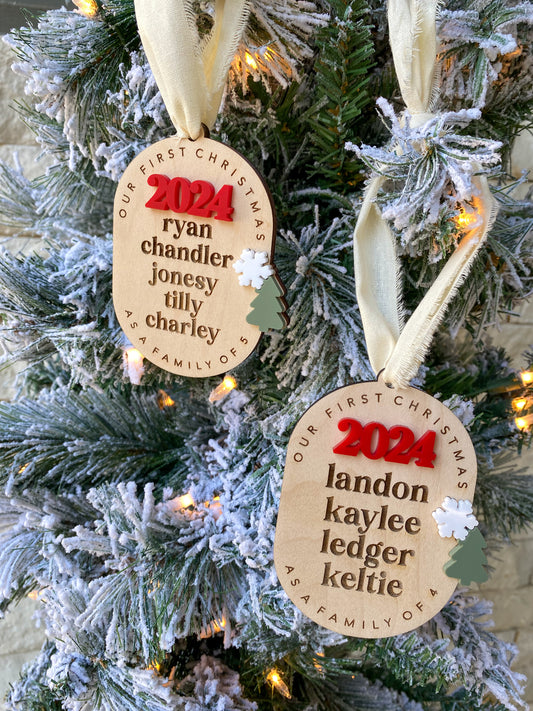 OUR FIRST CHRISTMAS
2024
ryan
chandler
jonesy
tilly
charley
AS A FAMILY OF 5
OUR FIRST CHRISTMAS
2024
landon
kaylee
ledger
keltie
AS A FAMILY OF 4